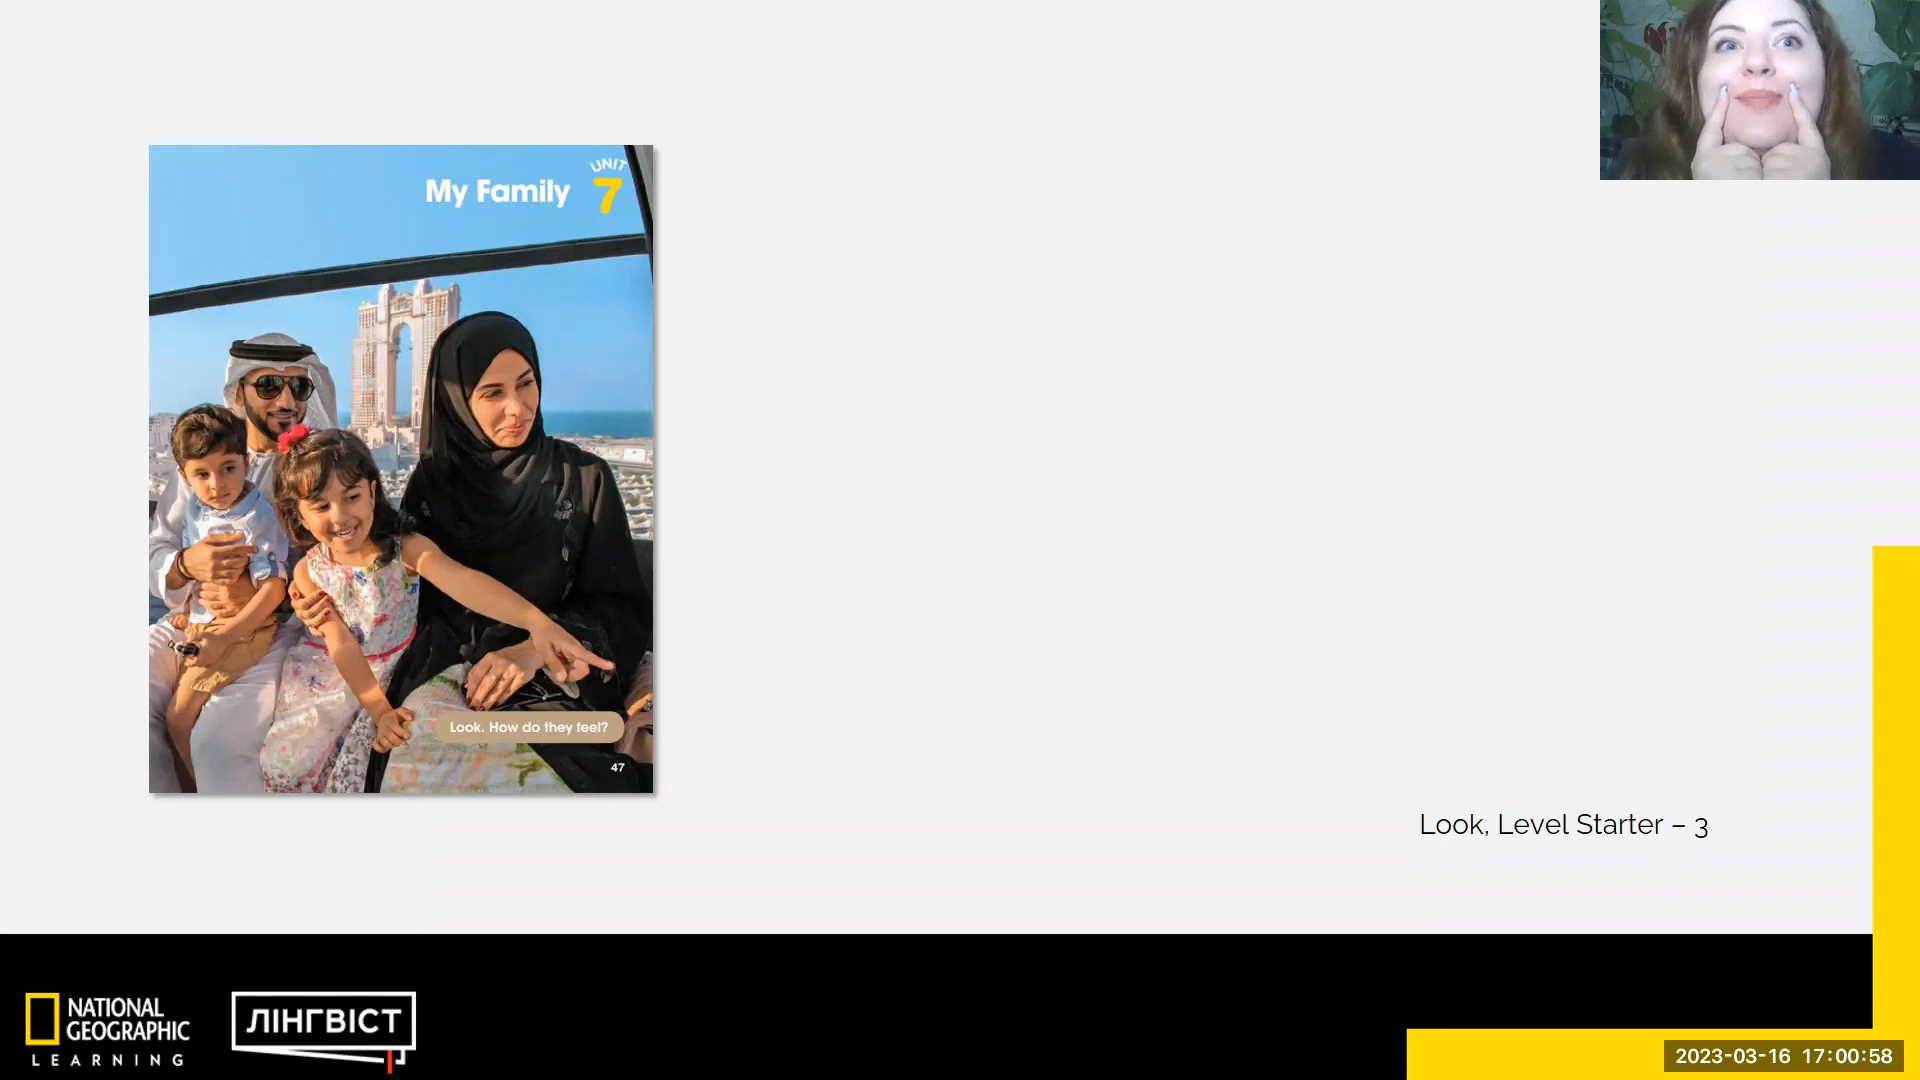 UNIT
My Family 7
Look. How do they feel?
47
Look, Level Starter – 3
NATIONAL
GEOGRAPHIC
LEARNING
ЛІНГВІСТ
2023-03-16 17:00:58